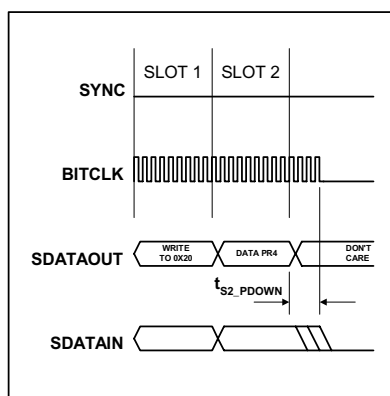 SLOT 1 SLOT 2
SYNC
BITCLK
SDATAOUT
WRITE
TO 0X20
DATA PR4
DON'T
CARE
tS2_PDOWN
SDATAIN